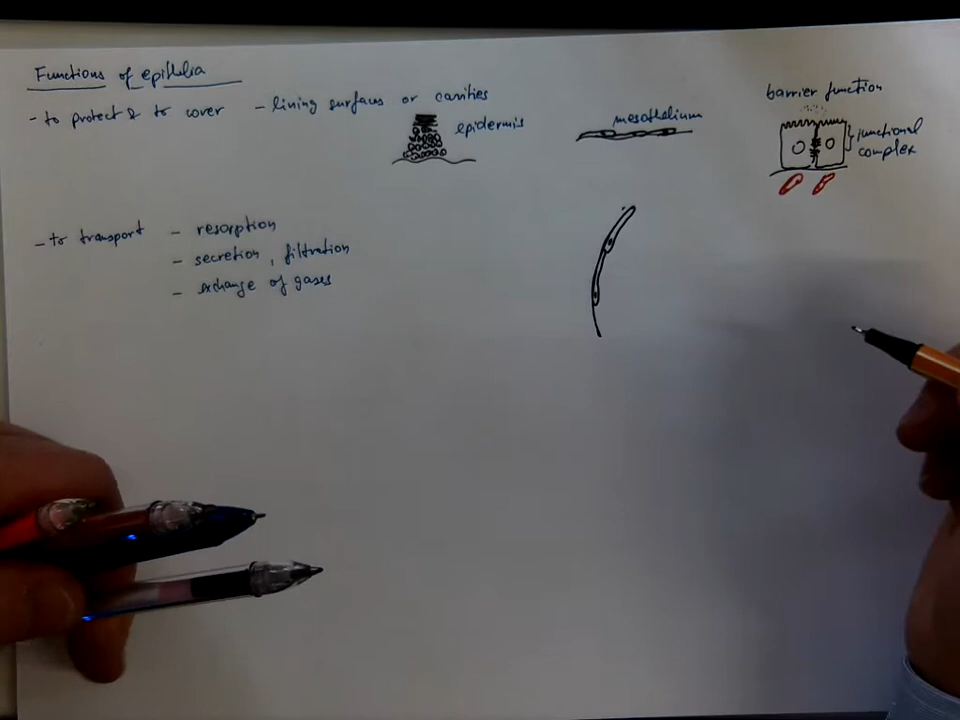 Functions of epithelia
- to protect & to cover - lining surfaces or cavities
epidermis
mesothelium
barrier function
junctional
complex
- to transport - resorption
- secretion, filtration
- exchange of gases